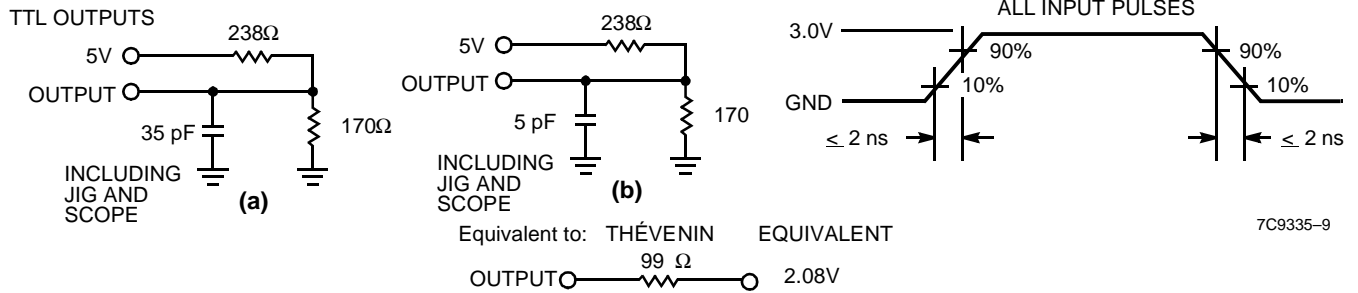 TTL OUTPUTS
5V
238Ω
OUTPUT
35 pF
170Ω
INCLUDING
JIG AND
SCOPE
(a)
5V
238Ω
OUTPUT
5 pF
170
INCLUDING
JIG AND
SCOPE
(b)
Equivalent to: THÉVENIN EQUIVALENT
OUTPUT
99 Ω
2.08V
ALL INPUT PULSES
3.0V
90%
10%
GND
≤ 2 ns
90%
10%
≤ 2 ns
7C9335–9